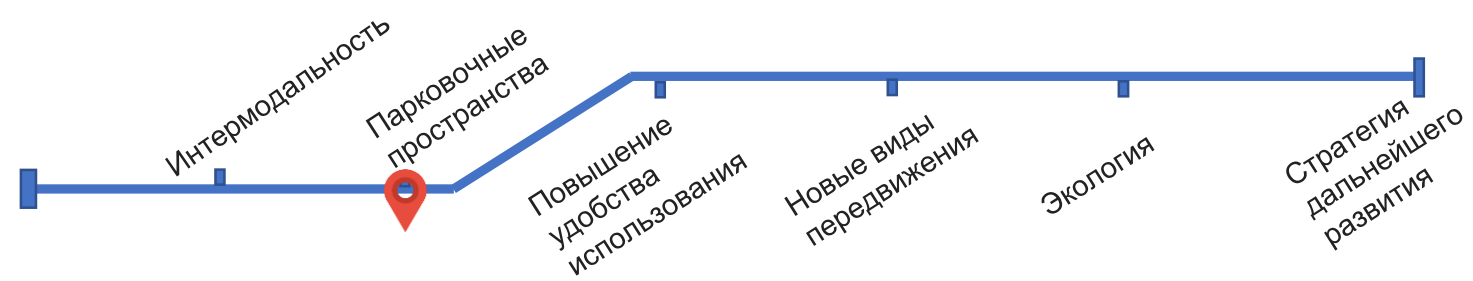 Интермодальность
Парковочные
пространства
Повышение
удобства
использования
Новые виды
передвижения
Экология
Стратегия
дальнейшего
развития